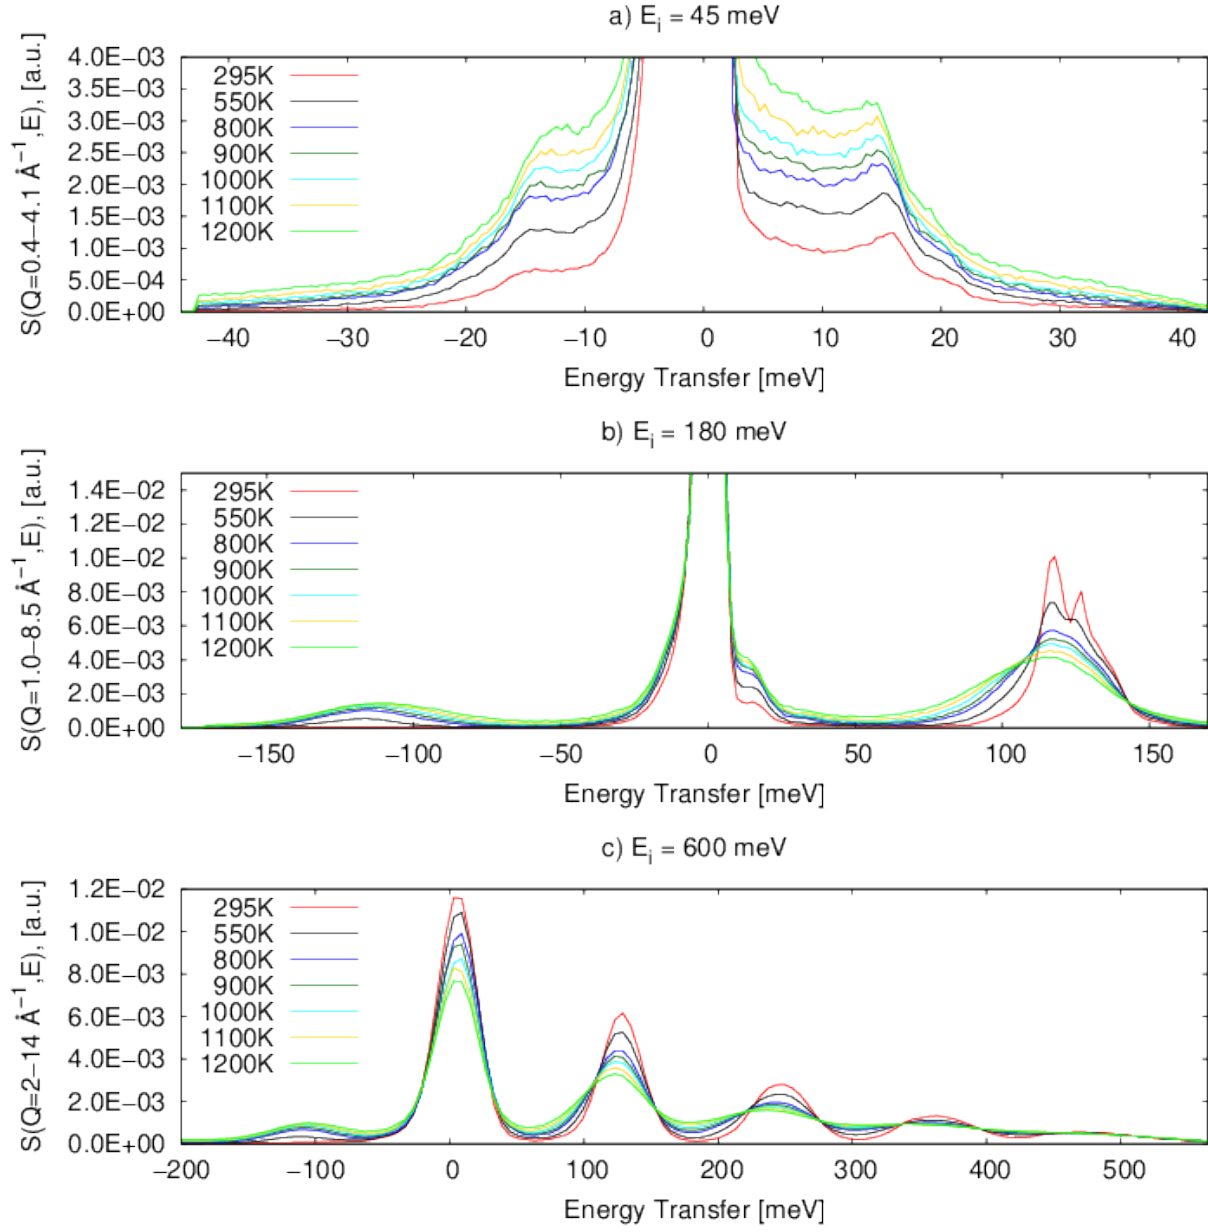 a) E_i = 45 meV
S(Q=0.4−4.1 Å⁻¹,E), [a.u.]
4.0E−03
3.5E−03
3.0E−03
2.5E−03
2.0E−03
1.5E−03
1.0E−03
5.0E−04
0.0E+00
295K
550K
800K
900K
1000K
1100K
1200K
−40 −30 −20 −10 0 10 20 30 40
Energy Transfer [meV]
b) E_i = 180 meV
S(Q=1.0−8.5 Å⁻¹,E), [a.u.]
1.4E−02
1.2E−02
1.0E−02
8.0E−03
6.0E−03
4.0E−03
2.0E−03
0.0E+00
295K
550K
800K
900K
1000K
1100K
1200K
−150 −100 −50 0 50 100 150
Energy Transfer [meV]
c) E_i = 600 meV
S(Q=2−14 Å⁻¹,E), [a.u.]
1.2E−02
1.0E−02
8.0E−03
6.0E−03
4.0E−03
2.0E−03
0.0E+00
295K
550K
800K
900K
1000K
1100K
1200K
−200 −100 0 100 200 300 400 500
Energy Transfer [meV]